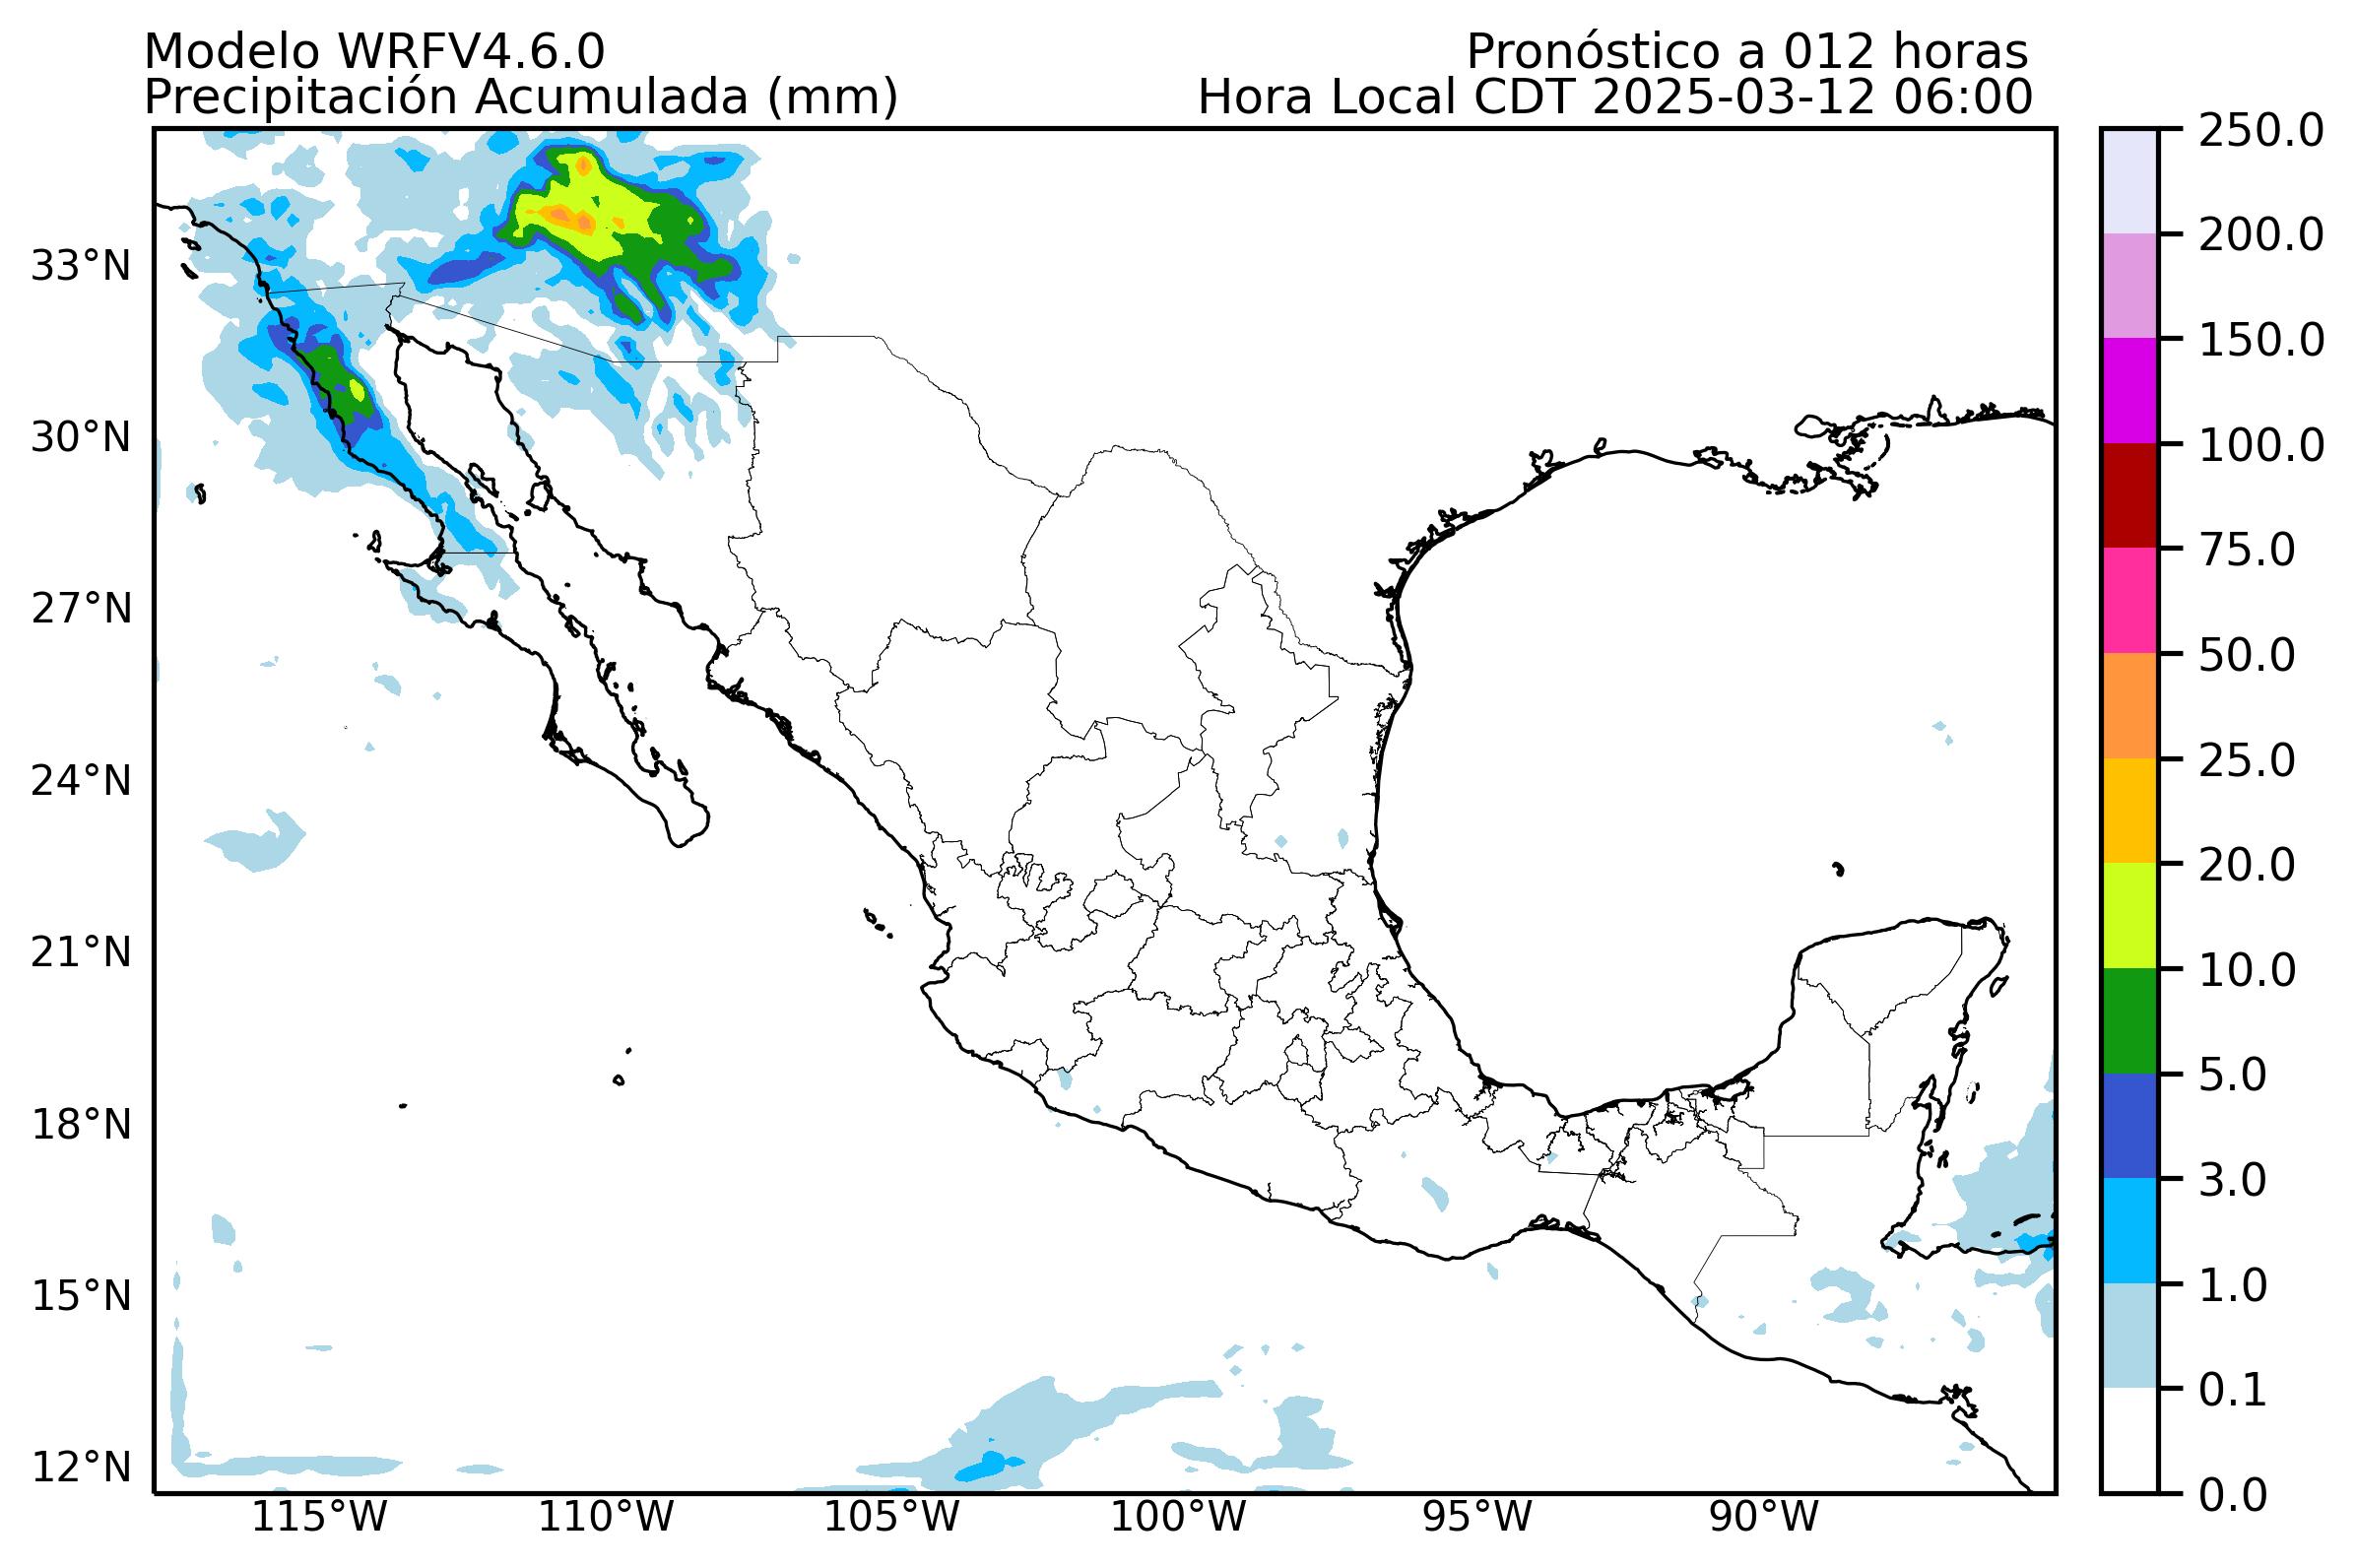 Modelo WRFV4.6.0
Pronóstico a 012 horas
Precipitación Acumulada (mm)
Hora Local CDT 2025-03-12 06:00
250.0
200.0
150.0
100.0
75.0
50.0
25.0
20.0
10.0
5.0
3.0
1.0
0.1
0.0
33°N
30°N
27°N
24°N
21°N
18°N
15°N
12°N
115°W
110°W
105°W
100°W
95°W
90°W